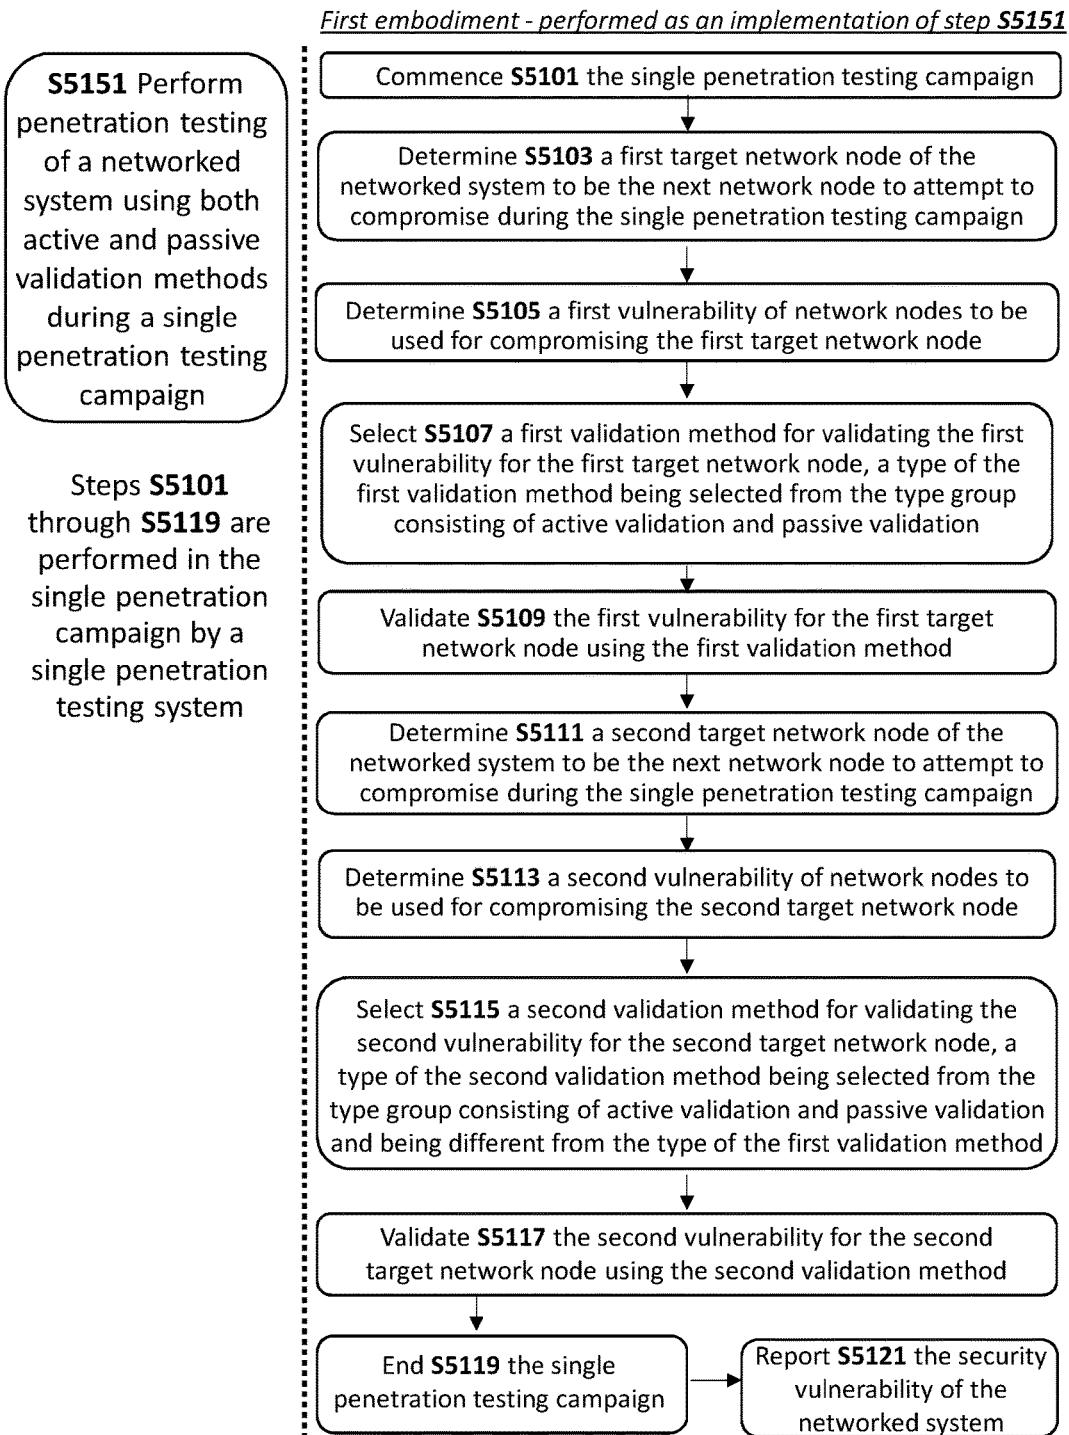 First embodiment - performed as an implementation of step S5151
S5151 Perform
penetration testing
of a networked
system using both
active and passive
validation methods
during a single
penetration testing
campaign
Steps S5101
through S5119 are
performed in the
single penetration
campaign by a
single penetration
testing system
Commence S5101 the single penetration testing campaign
Determine S5103 a first target network node of the
networked system to be the next network node to attempt to
compromise during the single penetration testing campaign
Determine S5105 a first vulnerability of network nodes to be
used for compromising the first target network node
Select S5107 a first validation method for validating the first
vulnerability for the first target network node, a type of the
first validation method being selected from the type group
consisting of active validation and passive validation
Validate S5109 the first vulnerability for the first target
network node using the first validation method
Determine S5111 a second target network node of the
networked system to be the next network node to attempt to
compromise during the single penetration testing campaign
Determine S5113 a second vulnerability of network nodes to
be used for compromising the second target network node
Select S5115 a second validation method for validating the
second vulnerability for the second target network node, a
type of the second validation method being selected from the
type group consisting of active validation and passive validation
and being different from the type of the first validation method
Validate S5117 the second vulnerability for the second
target network node using the second validation method
End S5119 the single
penetration testing campaign
Report S5121 the security
vulnerability of the
networked system